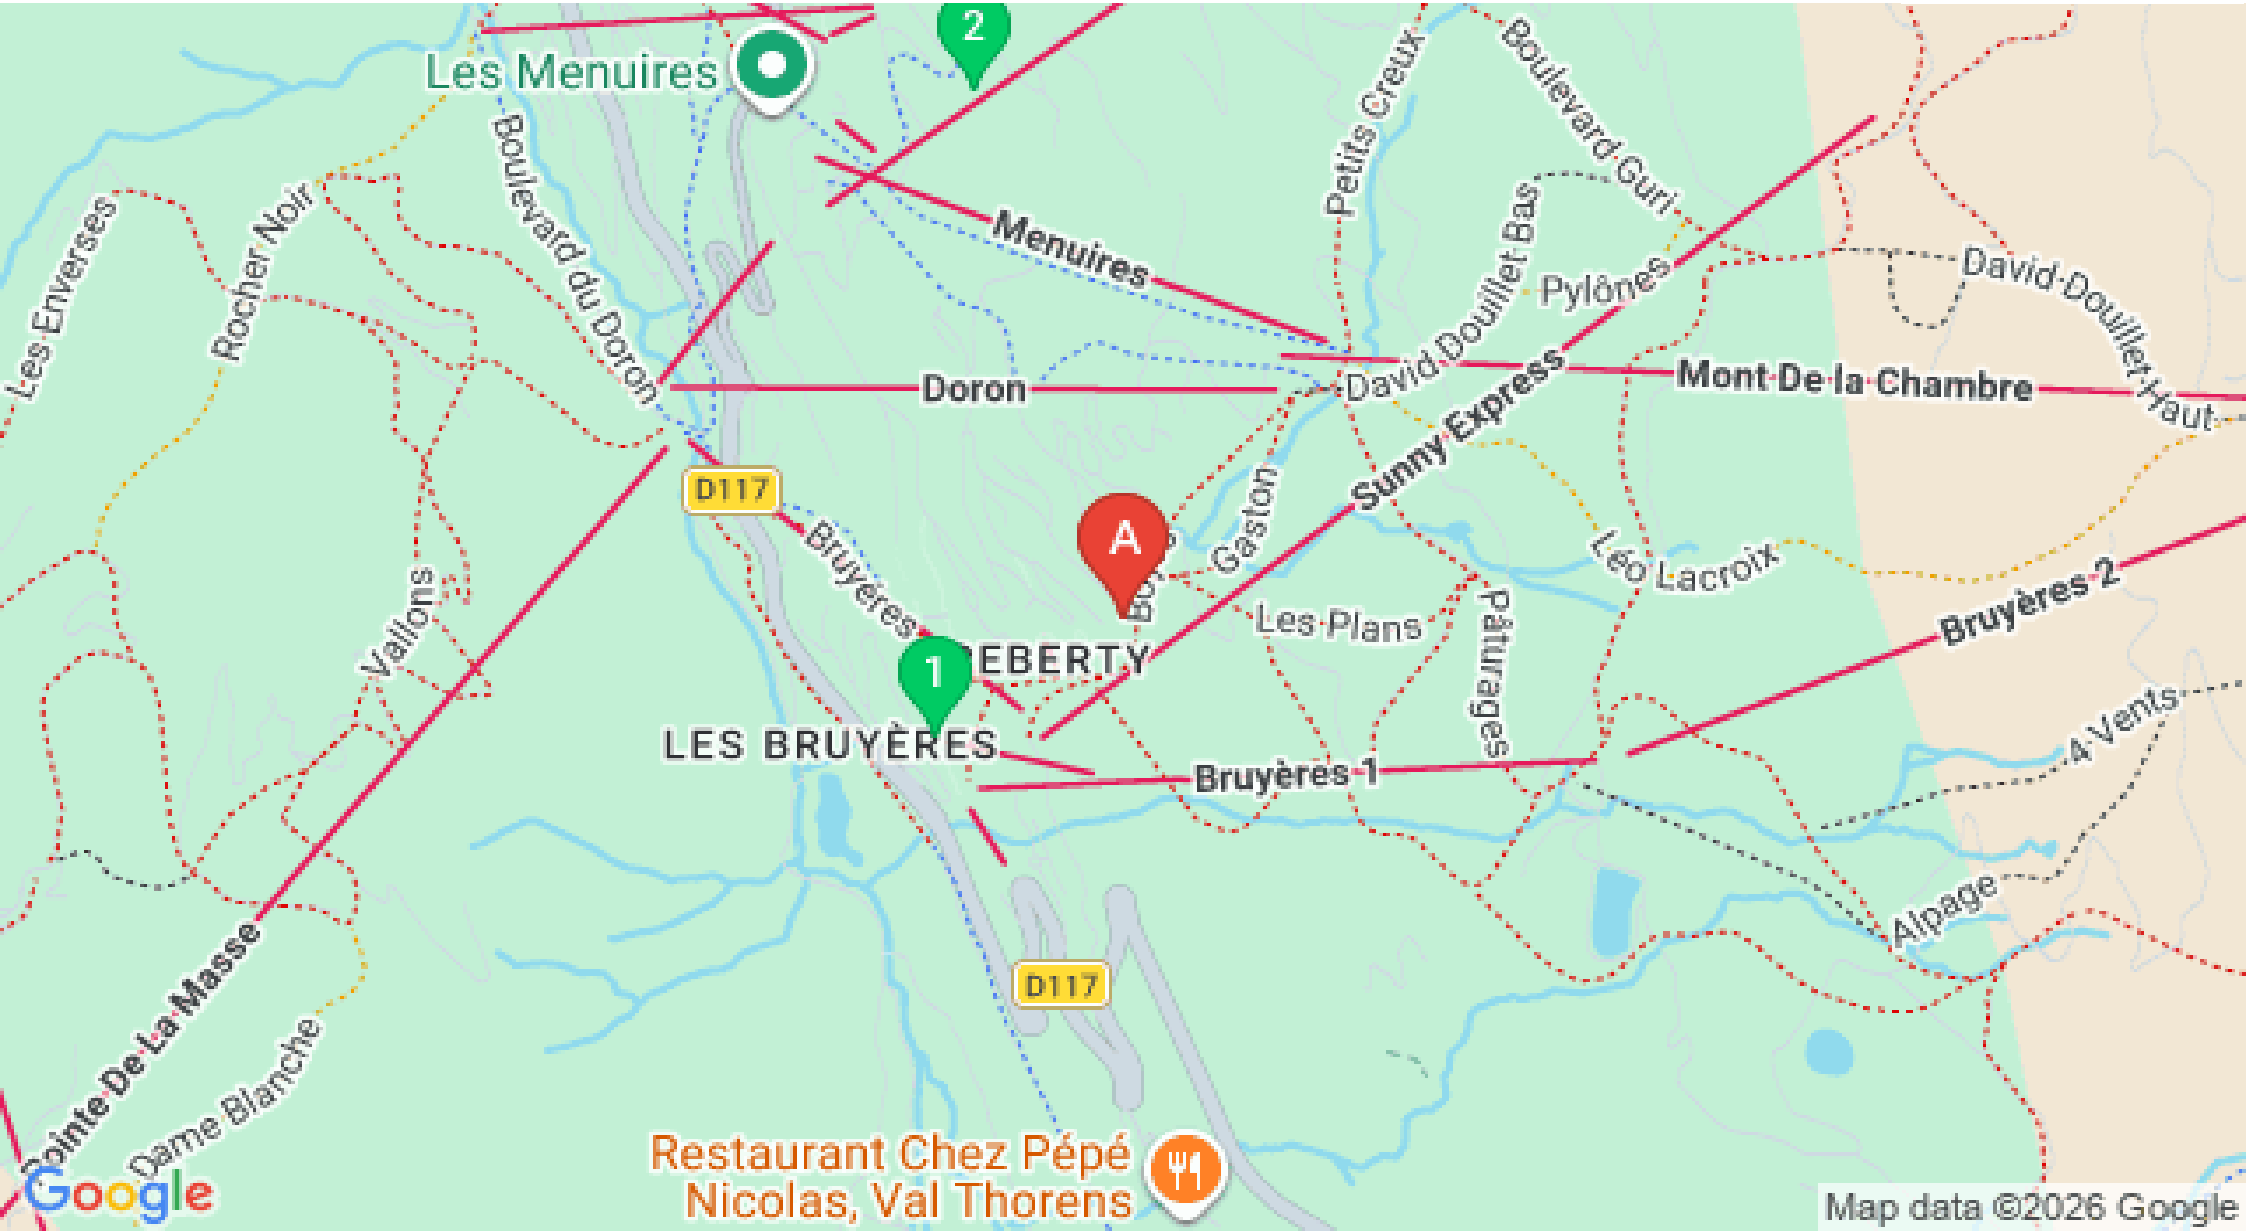 2
Les Menuires
Petits Creux
Boulevard Guri
Boulevard du Doron
Les Enverses
Rocher Noir
Menuires
David Douillet Bas
Pylônes
David Douillet Haut
Doron
Mont De la Chambre
Sunny Express
D117
A
Gaston
Bruyères
Léo Lacroix
Bruyères 2
Vallons
Les Plans
Pâturages
1
LES BRUYÈRES
Bruyères 1
4 Vents
Alpage
Pointe De La Masse
D117
Dame Blanche
Restaurant Chez Pépé
Nicolas, Val Thorens
Google
Map data ©2026 Google